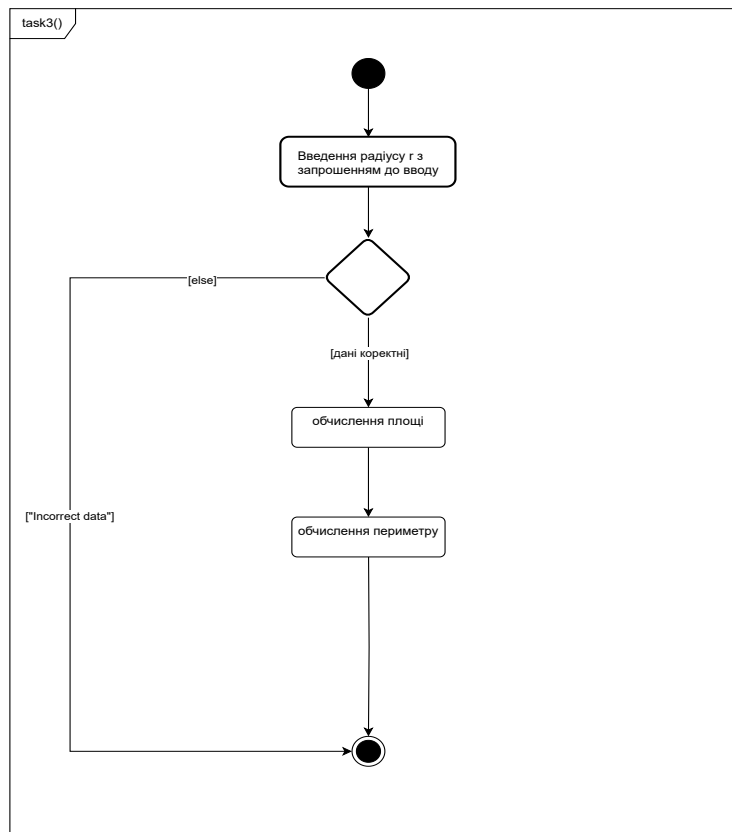 task3()
Введення радіусу r з
запрошенням до вводу
[else]
[дані коректні]
обчислення площі
["Incorrect data"]
обчислення периметру